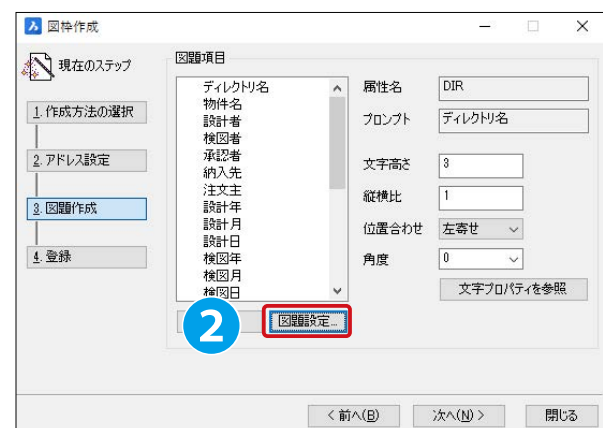 図枠作成
現在のステップ
1. 作成方法の選択
2. アドレス設定
3. 図題作成
4. 登録
図題項目
ディレクトリ名
物件名
設計者
検図者
承認者
納入先
注文主
設計年
設計月
設計日
検図年
検図月
検図日
2
図題設定...
属性名 DIR
プロンプト ディレクトリ名
文字高さ 3
縦横比 1
位置合わせ 左寄せ
角度 0
文字プロパティを参照
< 前へ(B) 次へ(N) > 閉じる